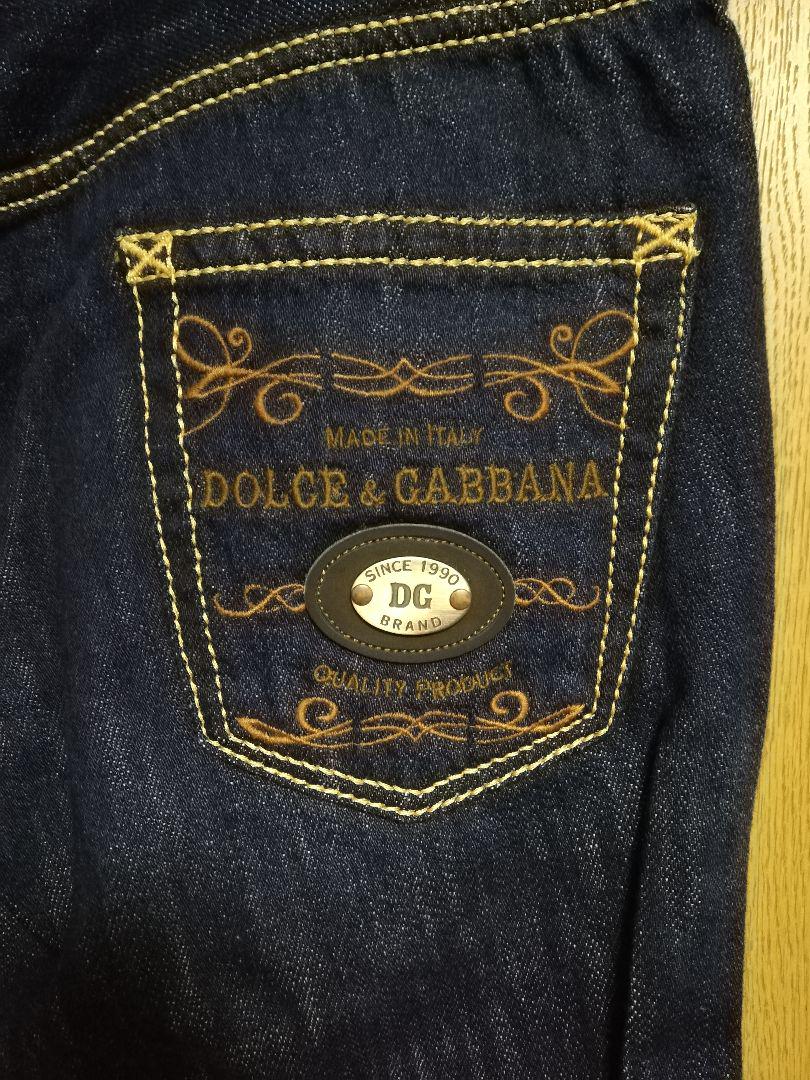 MADE IN ITALY
DOLCE & GABBANA
SINCE 1990
DG
BRAND
QUALITY PRODUCT